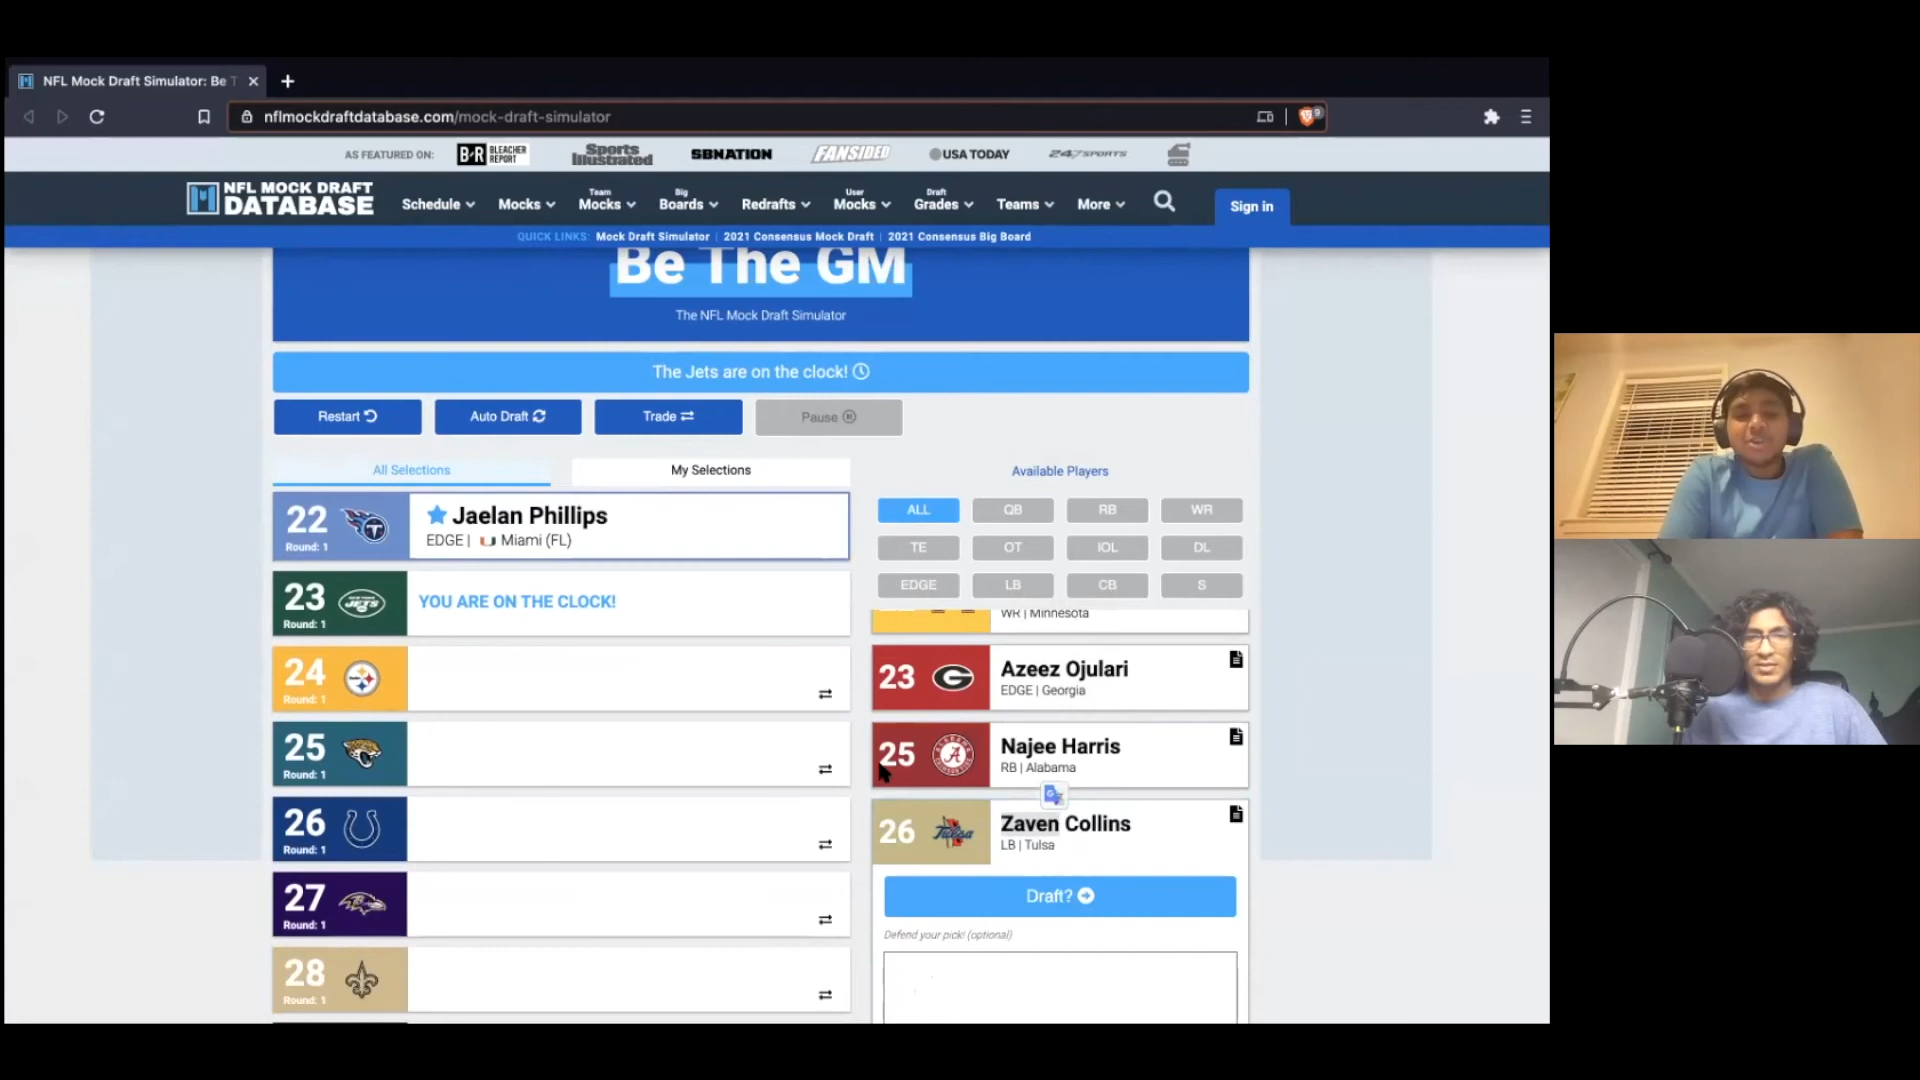 NFL Mock Draft Simulator: Be T
nflmockdraftdatabase.com/mock-draft-simulator
AS FEATURED ON:
B/R BLEACHER REPORT
Sports Illustrated
SBNATION
FANSIDED
USA TODAY
247SPORTS
NFL MOCK DRAFT
DATABASE
Schedule
Mocks
Team
Mocks
Big
Boards
Redrafts
User
Mocks
Draft
Grades
Teams
More
Sign in
QUICK LINKS: Mock Draft Simulator | 2021 Consensus Mock Draft | 2021 Consensus Big Board
Be The GM
The NFL Mock Draft Simulator
The Jets are on the clock!
Restart
Auto Draft
Trade
Pause
All Selections
My Selections
22
Round: 1
Jaelan Phillips
EDGE | Miami (FL)
23
Round: 1
YOU ARE ON THE CLOCK!
24
Round: 1
25
Round: 1
26
Round: 1
27
Round: 1
28
Round: 1
Available Players
ALL
QB
RB
WR
TE
OT
IOL
DL
EDGE
LB
CB
S
WR | Minnesota
23
Azeez Ojulari
EDGE | Georgia
25
Najee Harris
RB | Alabama
26
Tulsa
Zaven Collins
LB | Tulsa
Draft?
Defend your pick! (optional)